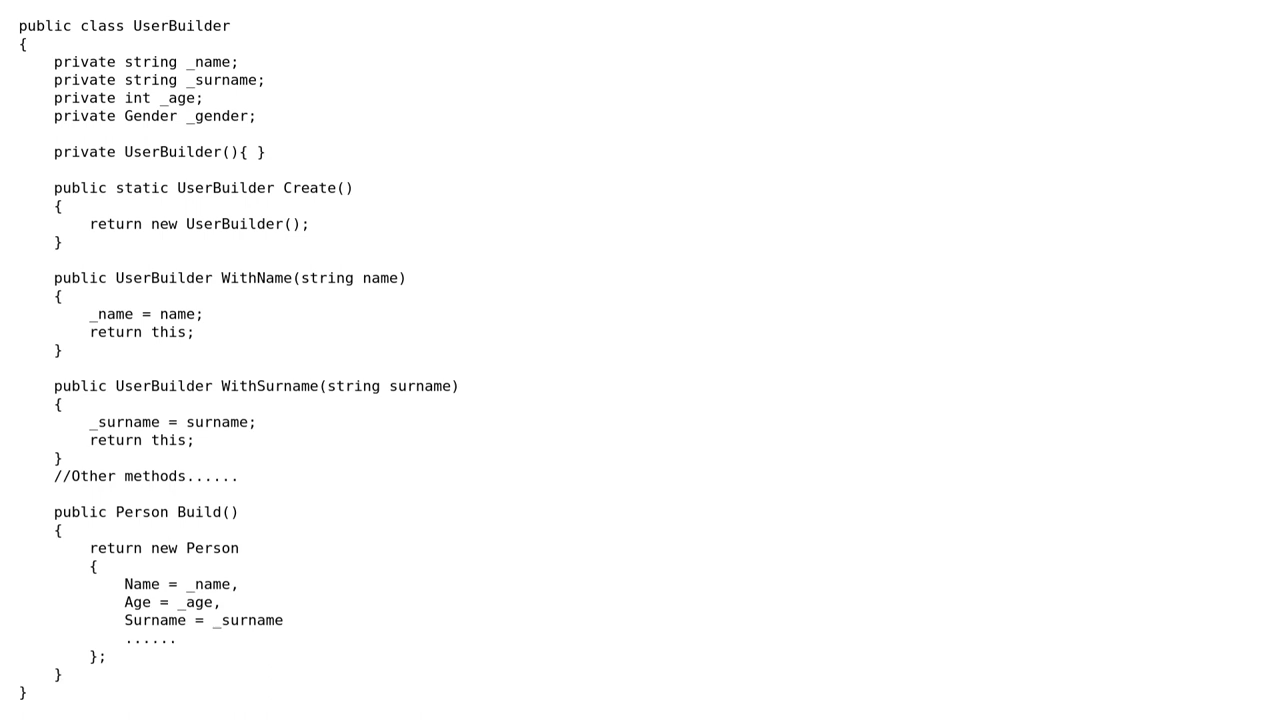 public class UserBuilder
{
    private string _name;
    private string _surname;
    private int _age;
    private Gender _gender;

    private UserBuilder(){ }

    public static UserBuilder Create()
    {
        return new UserBuilder();
    }

    public UserBuilder WithName(string name)
    {
        _name = name;
        return this;
    }

    public UserBuilder WithSurname(string surname)
    {
        _surname = surname;
        return this;
    }
    //Other methods......

    public Person Build()
    {
        return new Person
        {
            Name = _name,
            Age = _age,
            Surname = _surname
            ......
        };
    }
}